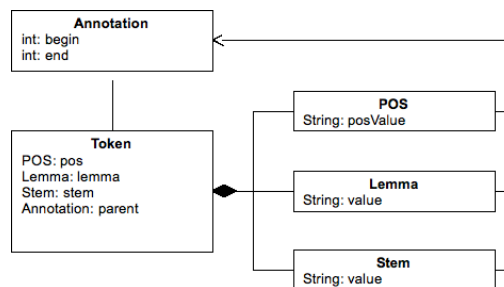 Annotation
int: begin
int: end
Token
POS: pos
Lemma: lemma
Stem: stem
Annotation: parent
POS
String: posValue
Lemma
String: value
Stem
String: value